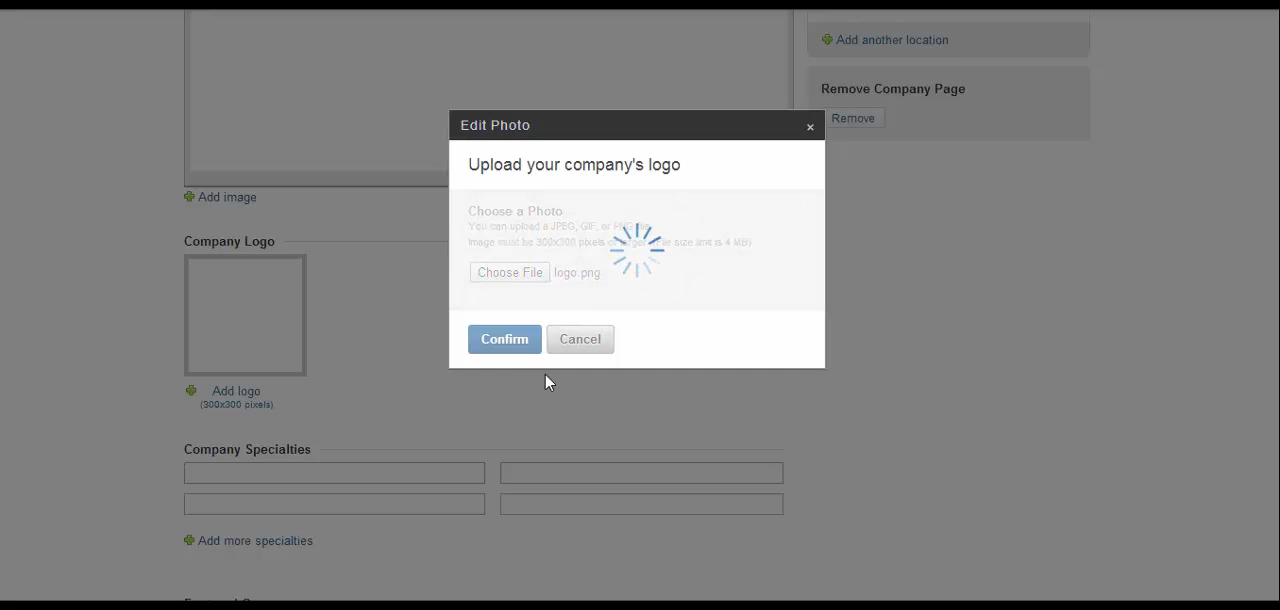 Add another location
Remove Company Page
Remove
Edit Photo
×
Upload your company's logo
Choose a Photo
You can upload a JPEG, GIF, or PNG file.
Image must be 300x300 pixels or larger. (File size limit is 4 MB)
Choose File logo.png
Confirm Cancel
Add image
Company Logo
Add logo
(300x300 pixels)
Company Specialties
Add more specialties